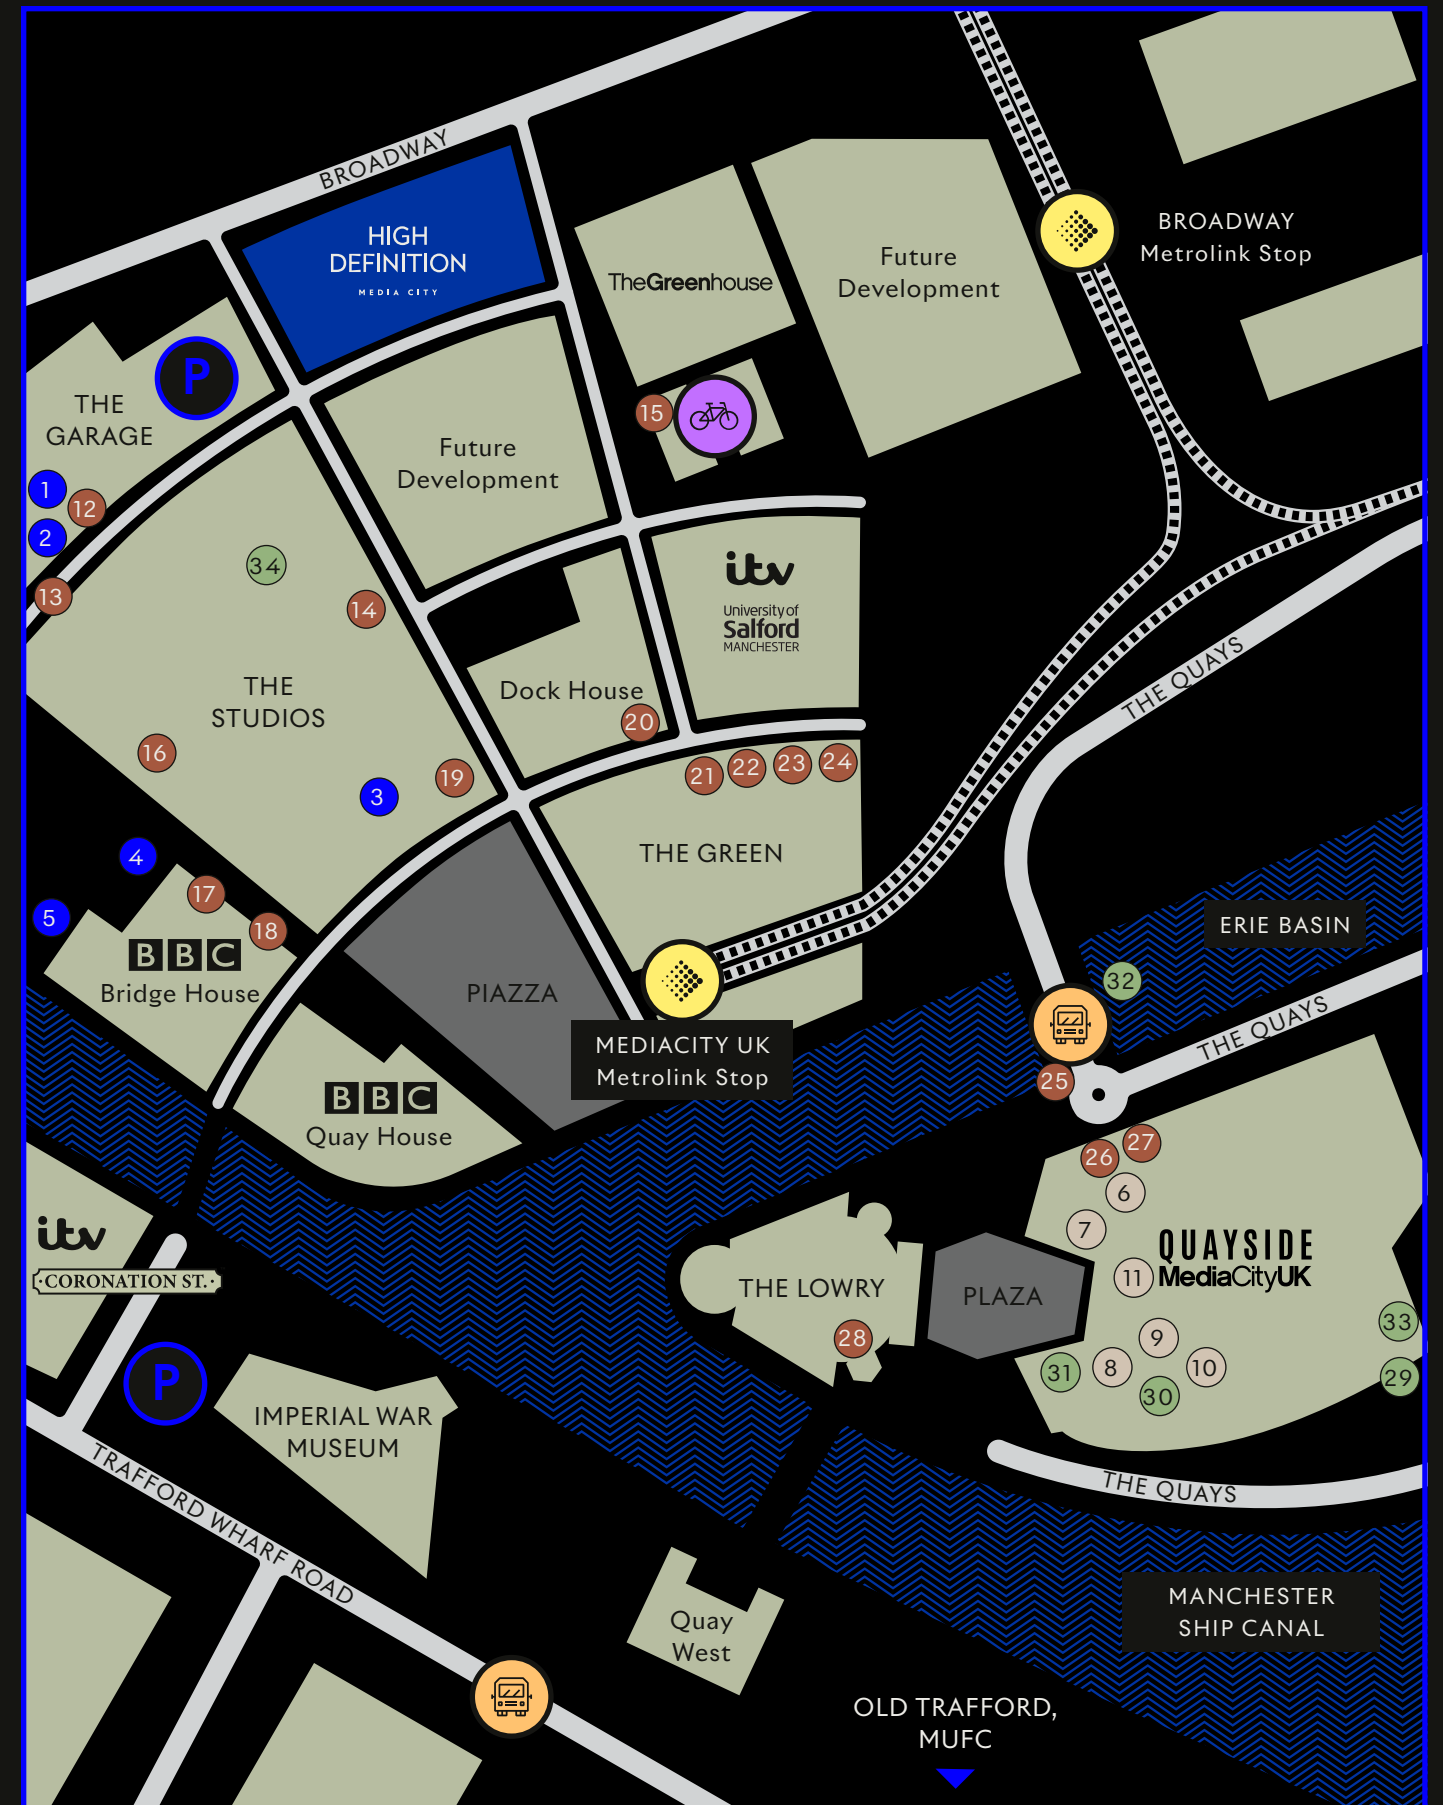 BROADWAY
HIGH
DEFINITION
MEDIA CITY
TheGreenhouse
Future
Development
BROADWAY
Metrolink Stop
P
THE
GARAGE
15
Future
Development
1
12
2
13
34
14
itv
University of
Salford
MANCHESTER
THE QUAYS
THE
STUDIOS
Dock House
20
16
3
19
21
22
23
24
THE GREEN
4
17
5
18
BBC
Bridge House
PIAZZA
ERIE BASIN
32
MEDIACITY UK
Metrolink Stop
THE QUAYS
25
BBC
Quay House
26
27
6
7
itv
CORONATION ST.
THE LOWRY
PLAZA
11
QUAYSIDE
MediaCityUK
28
9
33
31
8
10
29
30
P
IMPERIAL WAR
MUSEUM
TRAFFORD WHARF ROAD
THE QUAYS
Quay
West
MANCHESTER
SHIP CANAL
OLD TRAFFORD,
MUFC